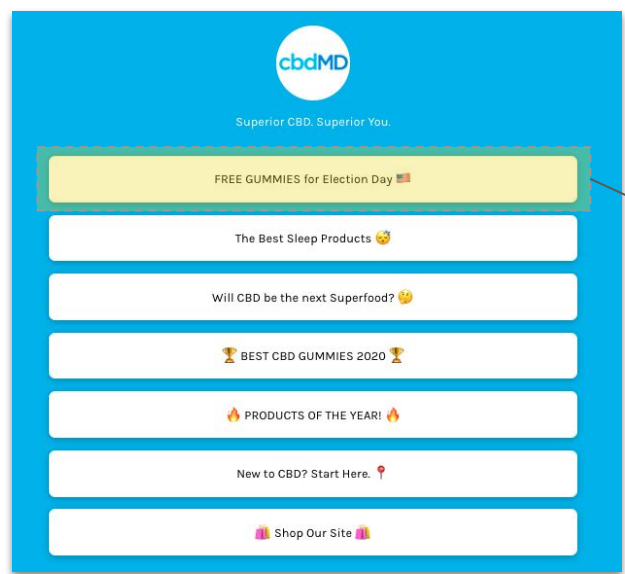 cbdMD
Superior CBD. Superior You.
FREE GUMMIES for Election Day 🇺🇸
The Best Sleep Products 😴
Will CBD be the next Superfood? 🤔
🏆 BEST CBD GUMMIES 2020 🏆
🔥 PRODUCTS OF THE YEAR! 🔥
New to CBD? Start Here. 📍
🛍️ Shop Our Site 🛍️